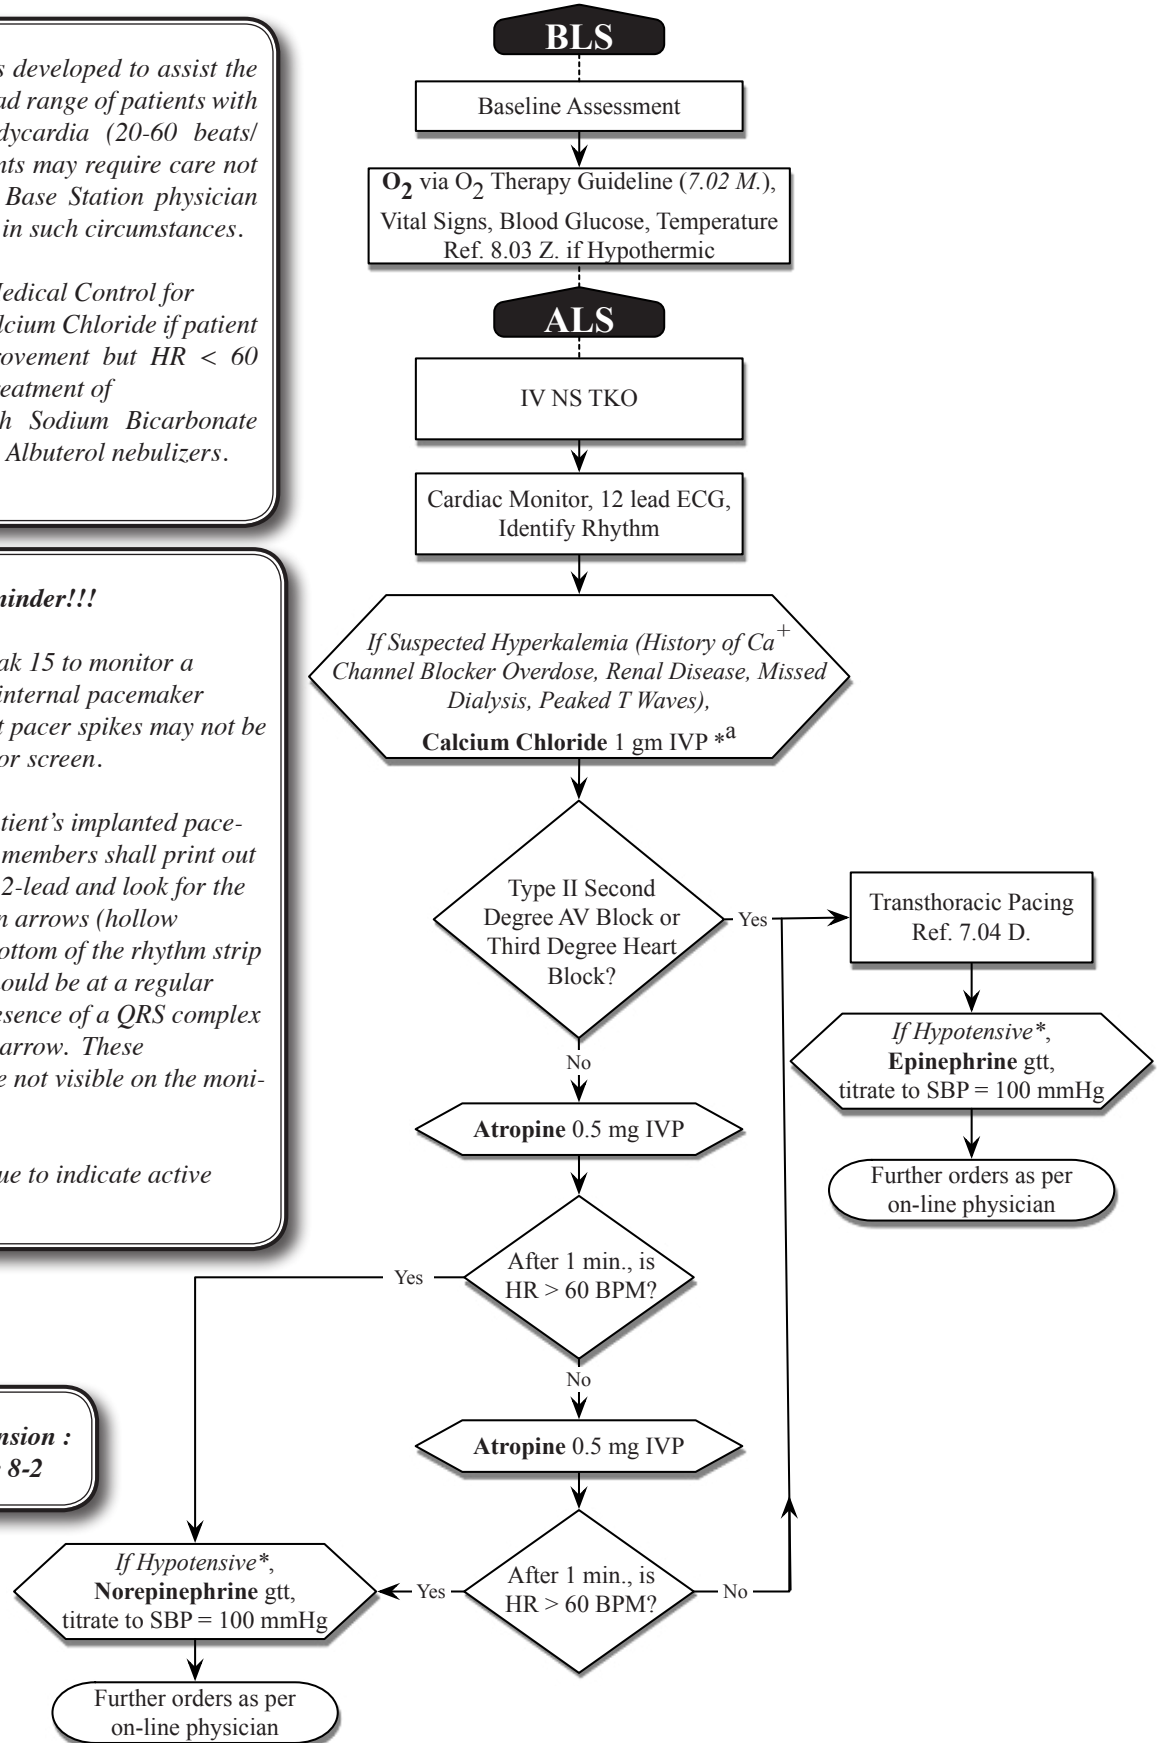 s developed to assist the
ad range of patients with
dycardia (20-60 beats/
nts may require care not
Base Station physician
in such circumstances.
Medical Control for
lcium Chloride if patient
rovement but HR < 60
reatment of
h Sodium Bicarbonate
Albuterol nebulizers.
minder!!!
ak 15 to monitor a
internal pacemaker
t pacer spikes may not be
or screen.
tient's implanted pace-
members shall print out
2-lead and look for the
n arrows (hollow
ottom of the rhythm strip
hould be at a regular
esence of a QRS complex
arrow. These
e not visible on the moni-
ue to indicate active
nsion :
8-2
BLS
Baseline Assessment
O2 via O2 Therapy Guideline (7.02 M.),
Vital Signs, Blood Glucose, Temperature
Ref. 8.03 Z. if Hypothermic
ALS
IV NS TKO
Cardiac Monitor, 12 lead ECG,
Identify Rhythm
If Suspected Hyperkalemia (History of Ca+
Channel Blocker Overdose, Renal Disease, Missed
Dialysis, Peaked T Waves),
Calcium Chloride 1 gm IVP *a
Type II Second
Degree AV Block or
Third Degree Heart
Block?
Yes
Transthoracic Pacing
Ref. 7.04 D.
If Hypotensive*,
Epinephrine gtt,
titrate to SBP = 100 mmHg
Further orders as per
on-line physician
No
Atropine 0.5 mg IVP
After 1 min., is
HR > 60 BPM?
Yes
No
Atropine 0.5 mg IVP
After 1 min., is
HR > 60 BPM?
Yes
No
If Hypotensive*,
Norepinephrine gtt,
titrate to SBP = 100 mmHg
Further orders as per
on-line physician